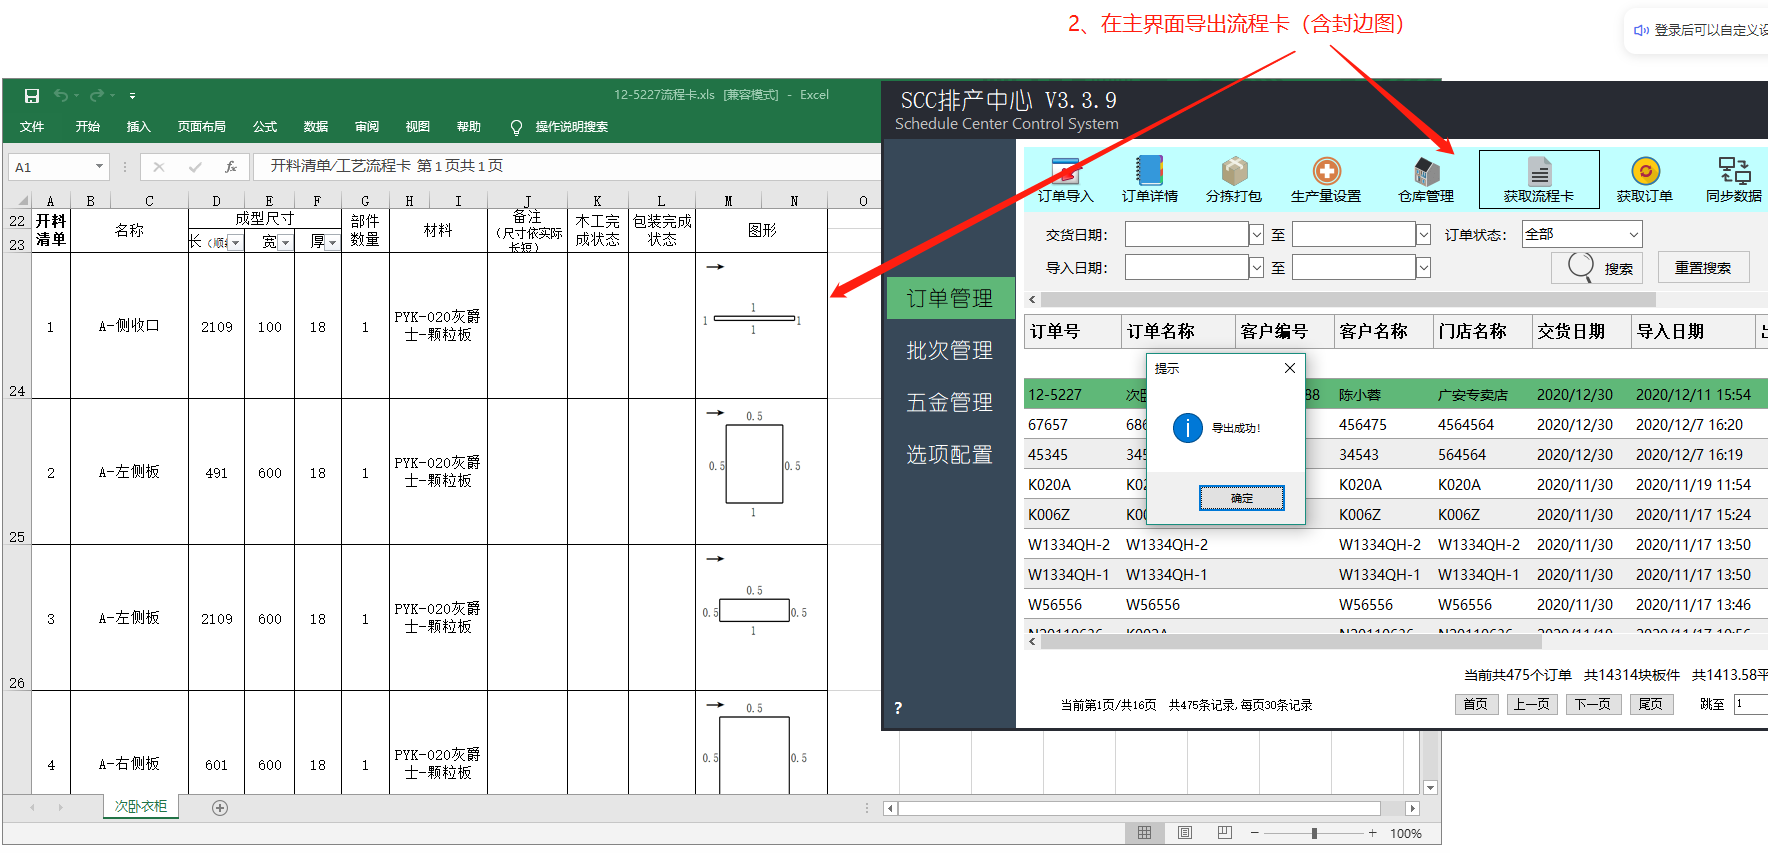 2、在主界面导出流程卡（含封边图）
登录后可以自定义设
12-5227流程卡.xls [兼容模式] - Excel
文件 开始 插入 页面布局 公式 数据 审阅 视图 帮助 操作说明搜索
A1 fx 开料清单/工艺流程卡 第1页共1页
A B C D E F G H I J K L M N O
22 开料清单 名称 成型尺寸 部件数量 材料 备注（尺寸依实际长短） 木工完成状态 包装完成状态 图形
23 长（顺 宽 厚
1 A-侧收口 2109 100 18 1 PYK-020灰爵士-颗粒板 1 1 1 1
24
2 A-左侧板 491 600 18 1 PYK-020灰爵士-颗粒板 0.5 0.5 0.5 1
25
3 A-左侧板 2109 600 18 1 PYK-020灰爵士-颗粒板 0.5 0.5 0.5 1
26
4 A-右侧板 601 600 18 1 PYK-020灰爵士-颗粒板 0.5 0.5 0.5
次卧衣柜
100%
SCC排产中心 V3.3.9
Schedule Center Control System
订单导入 订单详情 分拣打包 生产量设置 仓库管理 获取流程卡 获取订单 同步数据
交货日期： 至 订单状态： 全部
导入日期： 至 搜索 重置搜索
订单管理
批次管理
五金管理
选项配置
?
订单号 订单名称 客户编号 客户名称 门店名称 交货日期 导入日期
12-5227 次卧 88 陈小蓉 广安专卖店 2020/12/30 2020/12/11 15:54
67657 686 456475 4564564 2020/12/30 2020/12/7 16:20
45345 345 34543 564564 2020/12/30 2020/12/7 16:19
K020A K02 K020A K020A 2020/11/30 2020/11/19 11:54
K006Z K00 K006Z K006Z 2020/11/30 2020/11/17 15:24
W1334QH-2 W1334QH-2 W1334QH-2 W1334QH-2 2020/11/30 2020/11/17 13:50
W1334QH-1 W1334QH-1 W1334QH-1 W1334QH-1 2020/11/30 2020/11/17 13:50
W56556 W56556 W56556 W56556 2020/11/30 2020/11/17 13:46
提示
导出成功!
确定
当前共475个订单 共14314块板件 共1413.58平
当前第1页/共16页 共475条记录,每页30条记录 首页 上一页 下一页 尾页 跳至 1